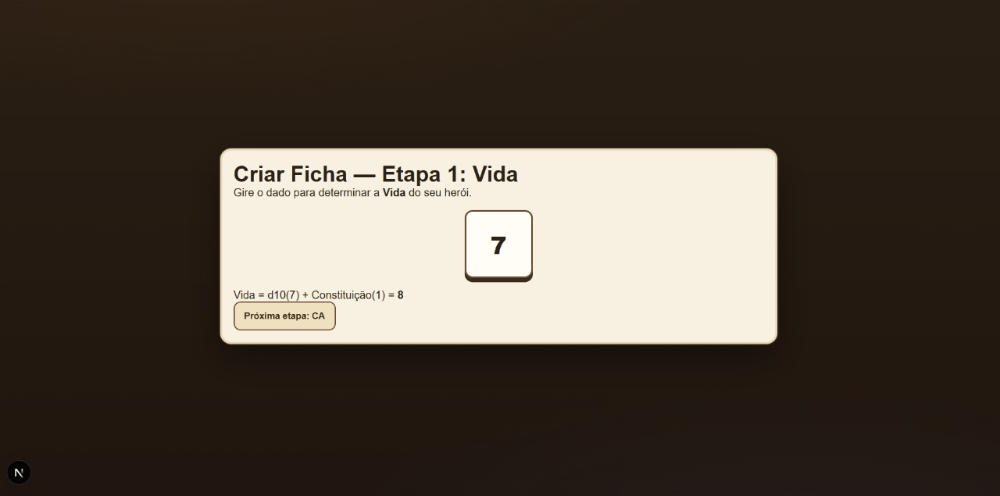 Criar Ficha — Etapa 1: Vida
Gire o dado para determinar a Vida do seu herói.
7
Vida = d10(7) + Constituição(1) = 8
Próxima etapa: CA
N